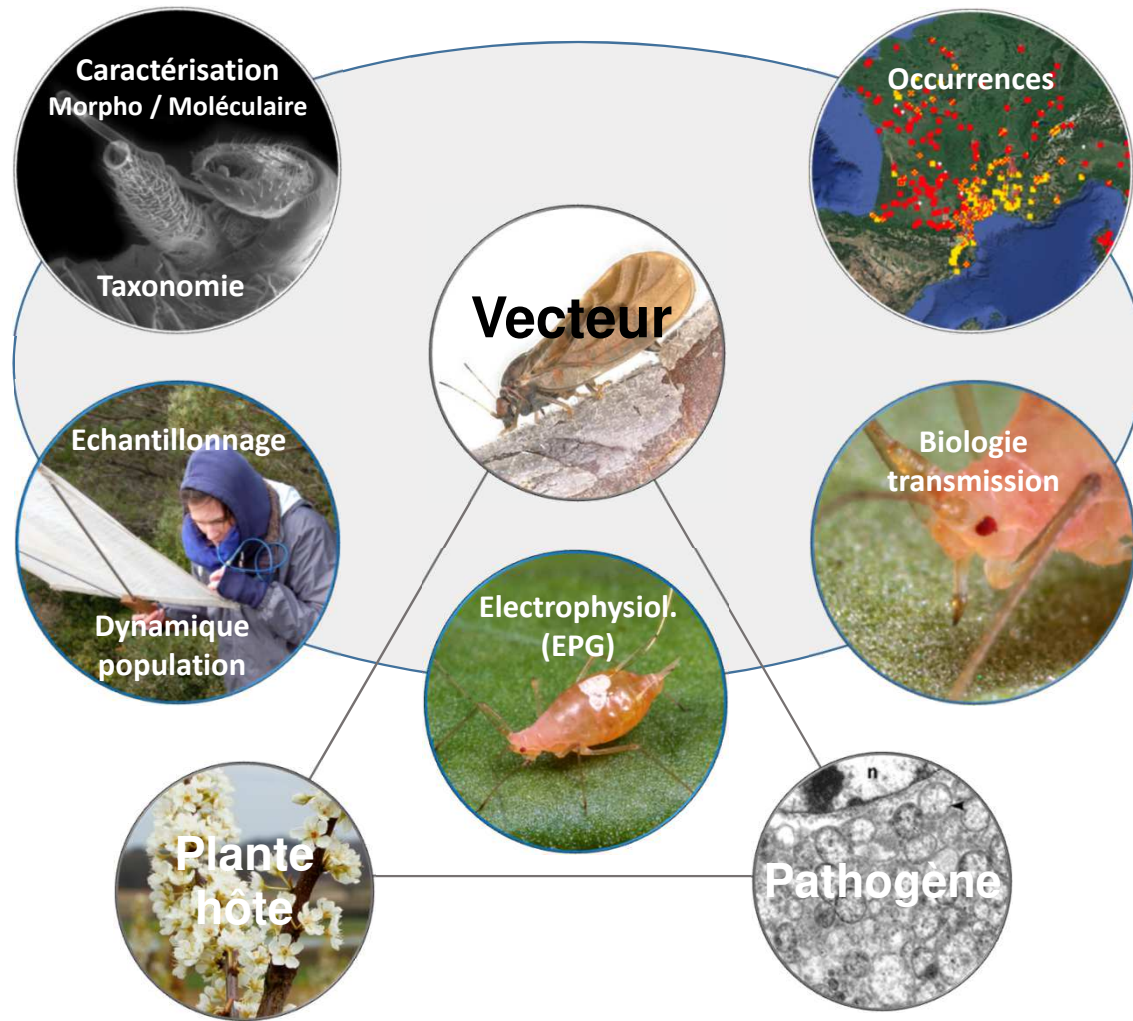 Caractérisation
Morpho / Moléculaire
Taxonomie
Occurrences
Vecteur
Echantillonnage
Dynamique
population
Biologie
transmission
Electrophysiol.
(EPG)
Plante
hôte
n
Pathogène